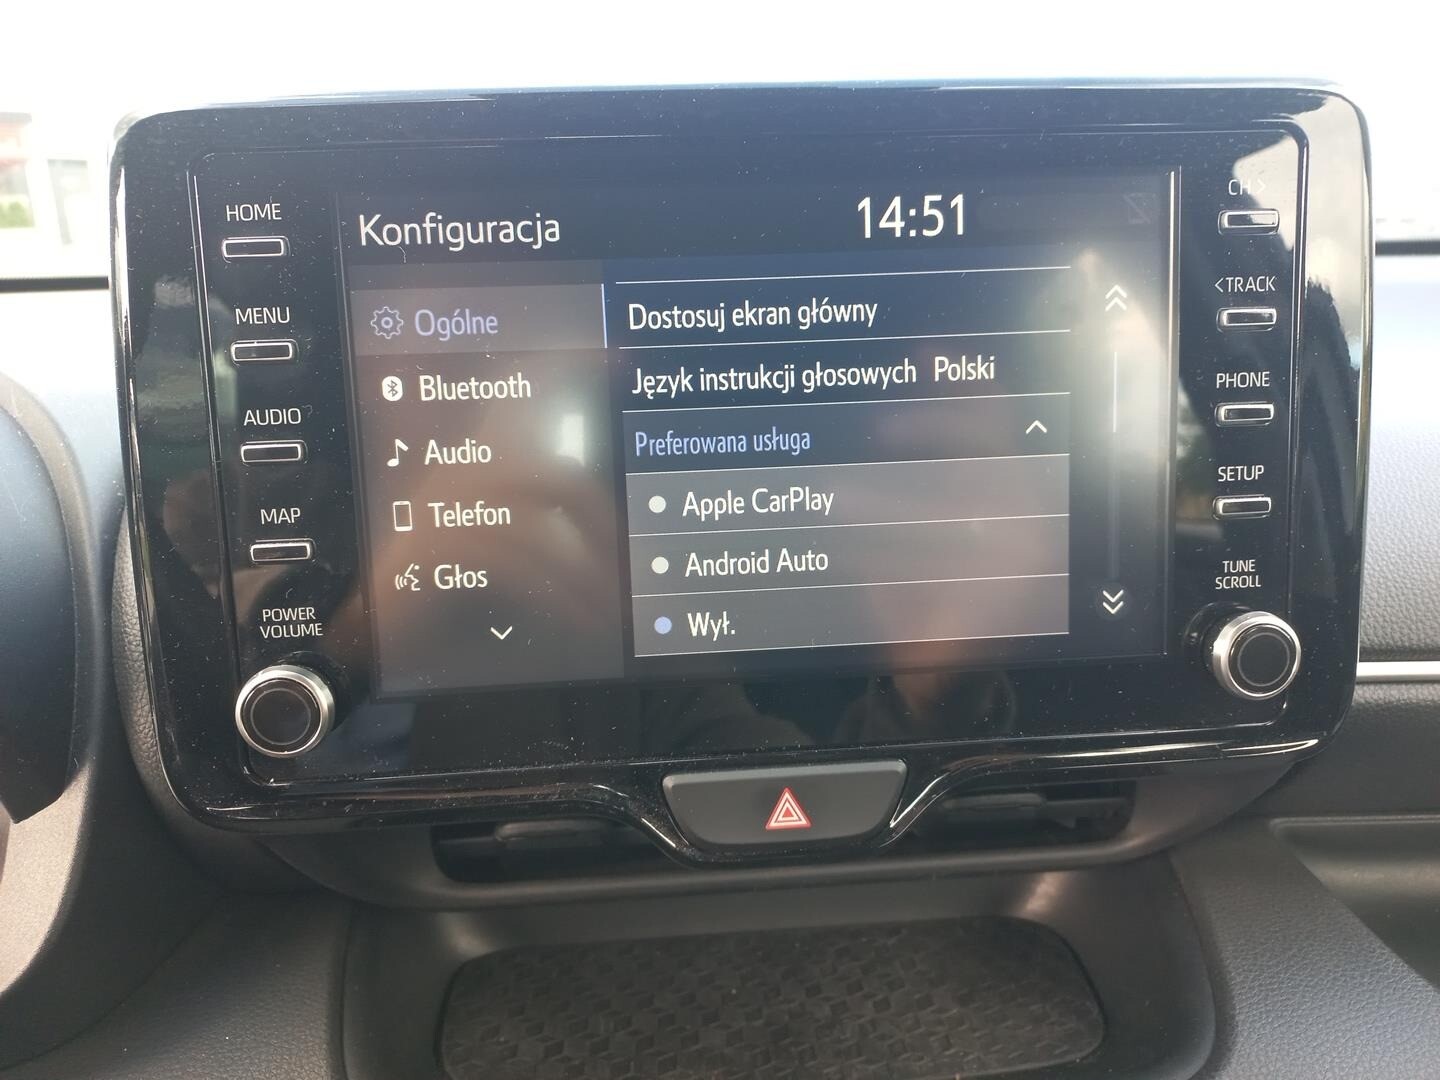 HOME
MENU
AUDIO
MAP
POWER
VOLUME
Konfiguracja
14:51
Ogólne
Bluetooth
Audio
Telefon
Głos
Dostosuj ekran główny
Język instrukcji głosowych Polski
Preferowana usługa
Apple CarPlay
Android Auto
Wył.
CH >
< TRACK
PHONE
SETUP
TUNE
SCROLL